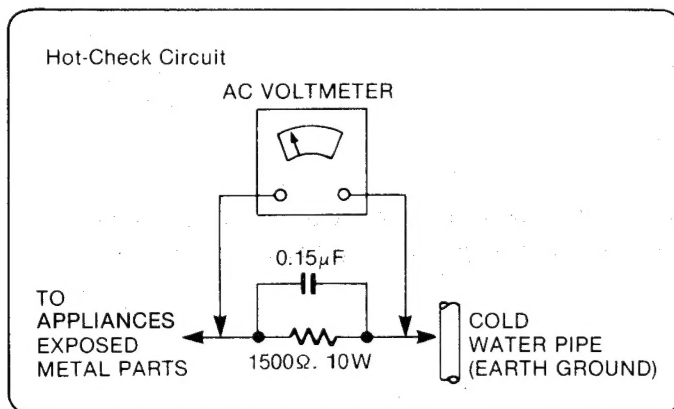 Hot-Check Circuit
AC VOLTMETER
0.15μF
TO
APPLIANCES
EXPOSED
METAL PARTS
1500Ω. 10W
COLD
WATER PIPE
(EARTH GROUND)